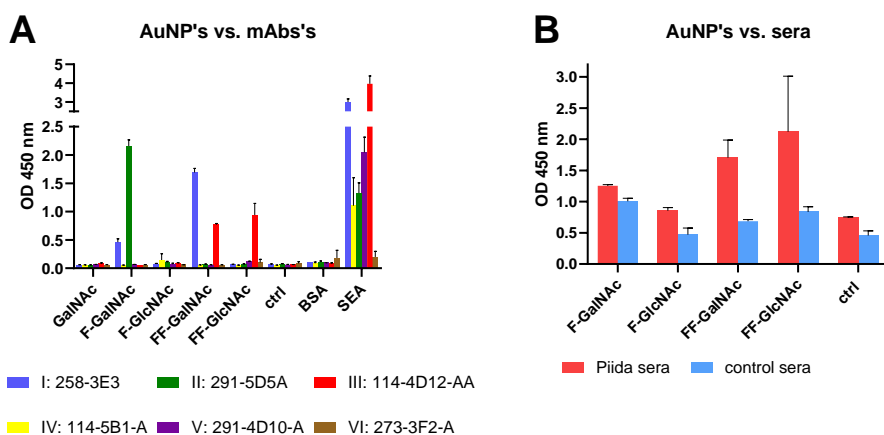 A
AuNP's vs. mAbs's
OD 450 nm
5
4
3
2.5
2.0
1.5
1.0
0.5
0.0
GalNAc
F-GalNAc
F-GlcNAc
FF-GalNAc
FF-GlcNAc
ctrl
BSA
SEA
I: 258-3E3
II: 291-5D5A
III: 114-4D12-AA
IV: 114-5B1-A
V: 291-4D10-A
VI: 273-3F2-A
B
AuNP's vs. sera
OD 450 nm
3.0
2.5
2.0
1.5
1.0
0.5
0.0
F-GalNAc
F-GlcNAc
FF-GalNAc
FF-GlcNAc
ctrl
Piida sera
control sera